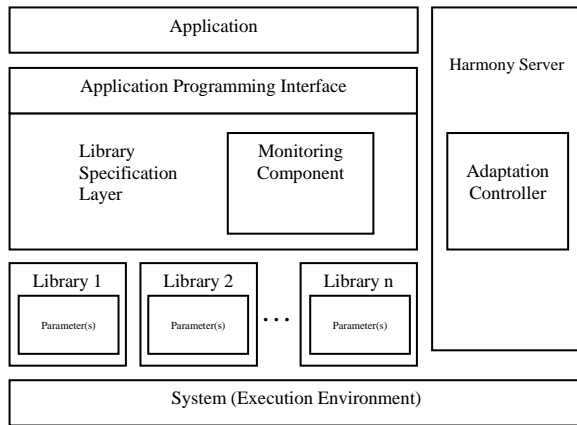 Application
Application Programming Interface
Library
Specification
Layer
Monitoring
Component
Harmony Server
Adaptation
Controller
Library 1
Parameter(s)
Library 2
Parameter(s)
...
Library n
Parameter(s)
System (Execution Environment)